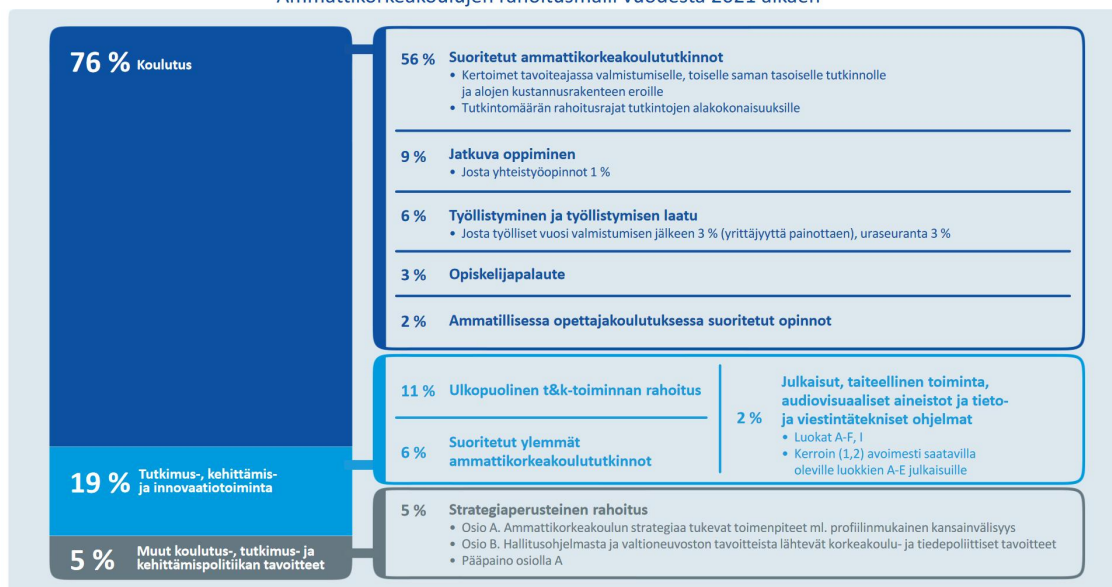 Ammattikorkeakoulujen rahoitusmalli vuodesta 2021 alkaen
76 % Koulutus
56 % Suoritetut ammattikorkeakoulututkinnot
• Kertoimet tavoiteajassa valmistumiselle, toiselle saman tasoiselle tutkinnolle
ja alojen kustannusrakenteen eroille
• Tutkintomäärän rahoitusrajat tutkintojen alakokonaisuuksille
9 % Jatkuva oppiminen
• Josta yhteistyöopinnot 1 %
6 % Työllistyminen ja työllistymisen laatu
• Josta työlliset vuosi valmistumisen jälkeen 3 % (yrittäjyyttä painottaen), uraseuranta 3 %
3 % Opiskelijapalaute
2 % Ammatillisessa opettajakoulutuksessa suoritetut opinnot
19 % Tutkimus-, kehittämis-
ja innovaatiotoiminta
11 % Ulkopuolinen t&k-toiminnan rahoitus
6 % Suoritetut ylemmät
ammattikorkeakoulututkinnot
2 % Julkaisut, taiteellinen toiminta,
audiovisuaaliset aineistot ja tieto-
ja viestintätekniset ohjelmat
• Luokat A-F, I
• Kerroin (1,2) avoimesti saatavilla
oleville luokkien A-E julkaisuille
5 % Muut koulutus-, tutkimus- ja
kehittämispolitiikan tavoitteet
5 % Strategiaperusteinen rahoitus
• Osio A. Ammattikorkeakoulun strategiaa tukevat toimenpiteet ml. profiilinmukainen kansainvälisyys
• Osio B. Hallitusohjelmasta ja valtioneuvoston tavoitteista lähtevät korkeakoulu- ja tiedepoliittiset tavoitteet
• Pääpaino osiolla A